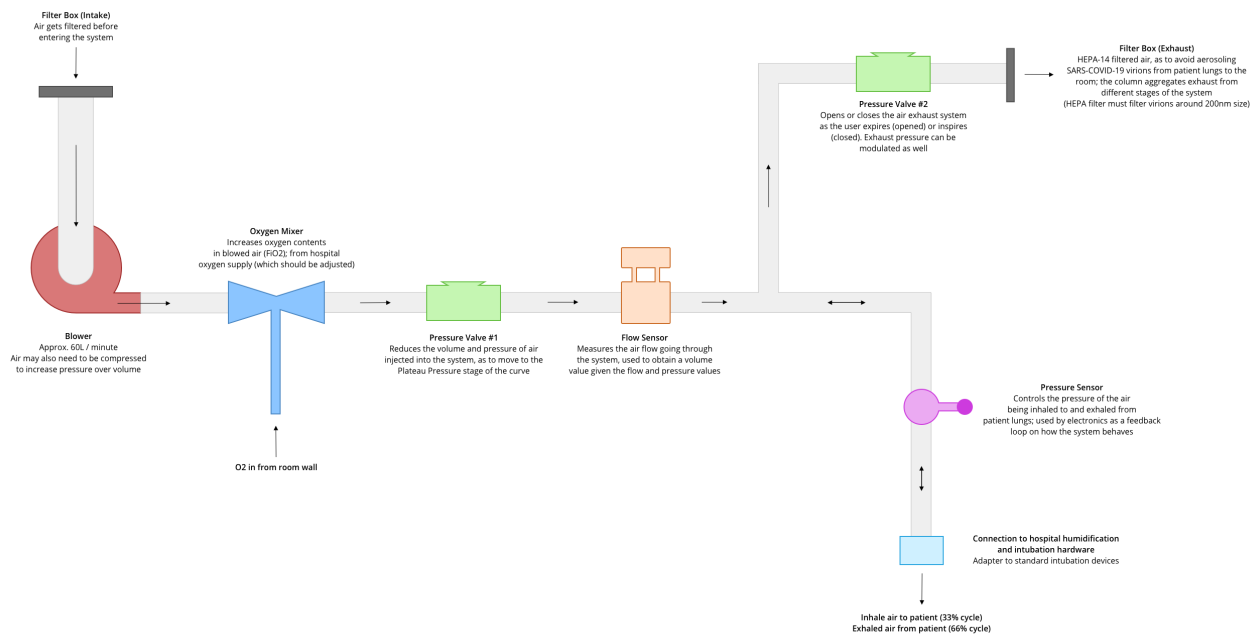 Filter Box (Intake)
Air gets filtered before
entering the system
Filter Box (Exhaust)
HEPA-14 filtered air, as to avoid aerosoling
SARS-COVID-19 virions from patient lungs to the
room; the column aggregates exhaust from
different stages of the system
(HEPA filter must filter virions around 200nm size)
Pressure Valve #2
Opens or closes the air exhaust system
as the user expires (opened) or inspires
(closed). Exhaust pressure can be
modulated as well
Oxygen Mixer
Increases oxygen contents
in blowed air (FiO2); from hospital
oxygen supply (which should be adjusted)
Blower
Approx. 60L / minute
Air may also need to be compressed
to increase pressure over volume
Pressure Valve #1
Reduces the volume and pressure of air
injected into the system, as to move to the
Plateau Pressure stage of the curve
Flow Sensor
Measures the air flow going through
the system, used to obtain a volume
value given the flow and pressure values
Pressure Sensor
Controls the pressure of the air
being inhaled to and exhaled from
patient lungs; used by electronics as a feedback
loop on how the system behaves
O2 in from room wall
Connection to hospital humidification
and intubation hardware
Adapter to standard intubation devices
Inhale air to patient (33% cycle)
Exhaled air from patient (66% cycle)